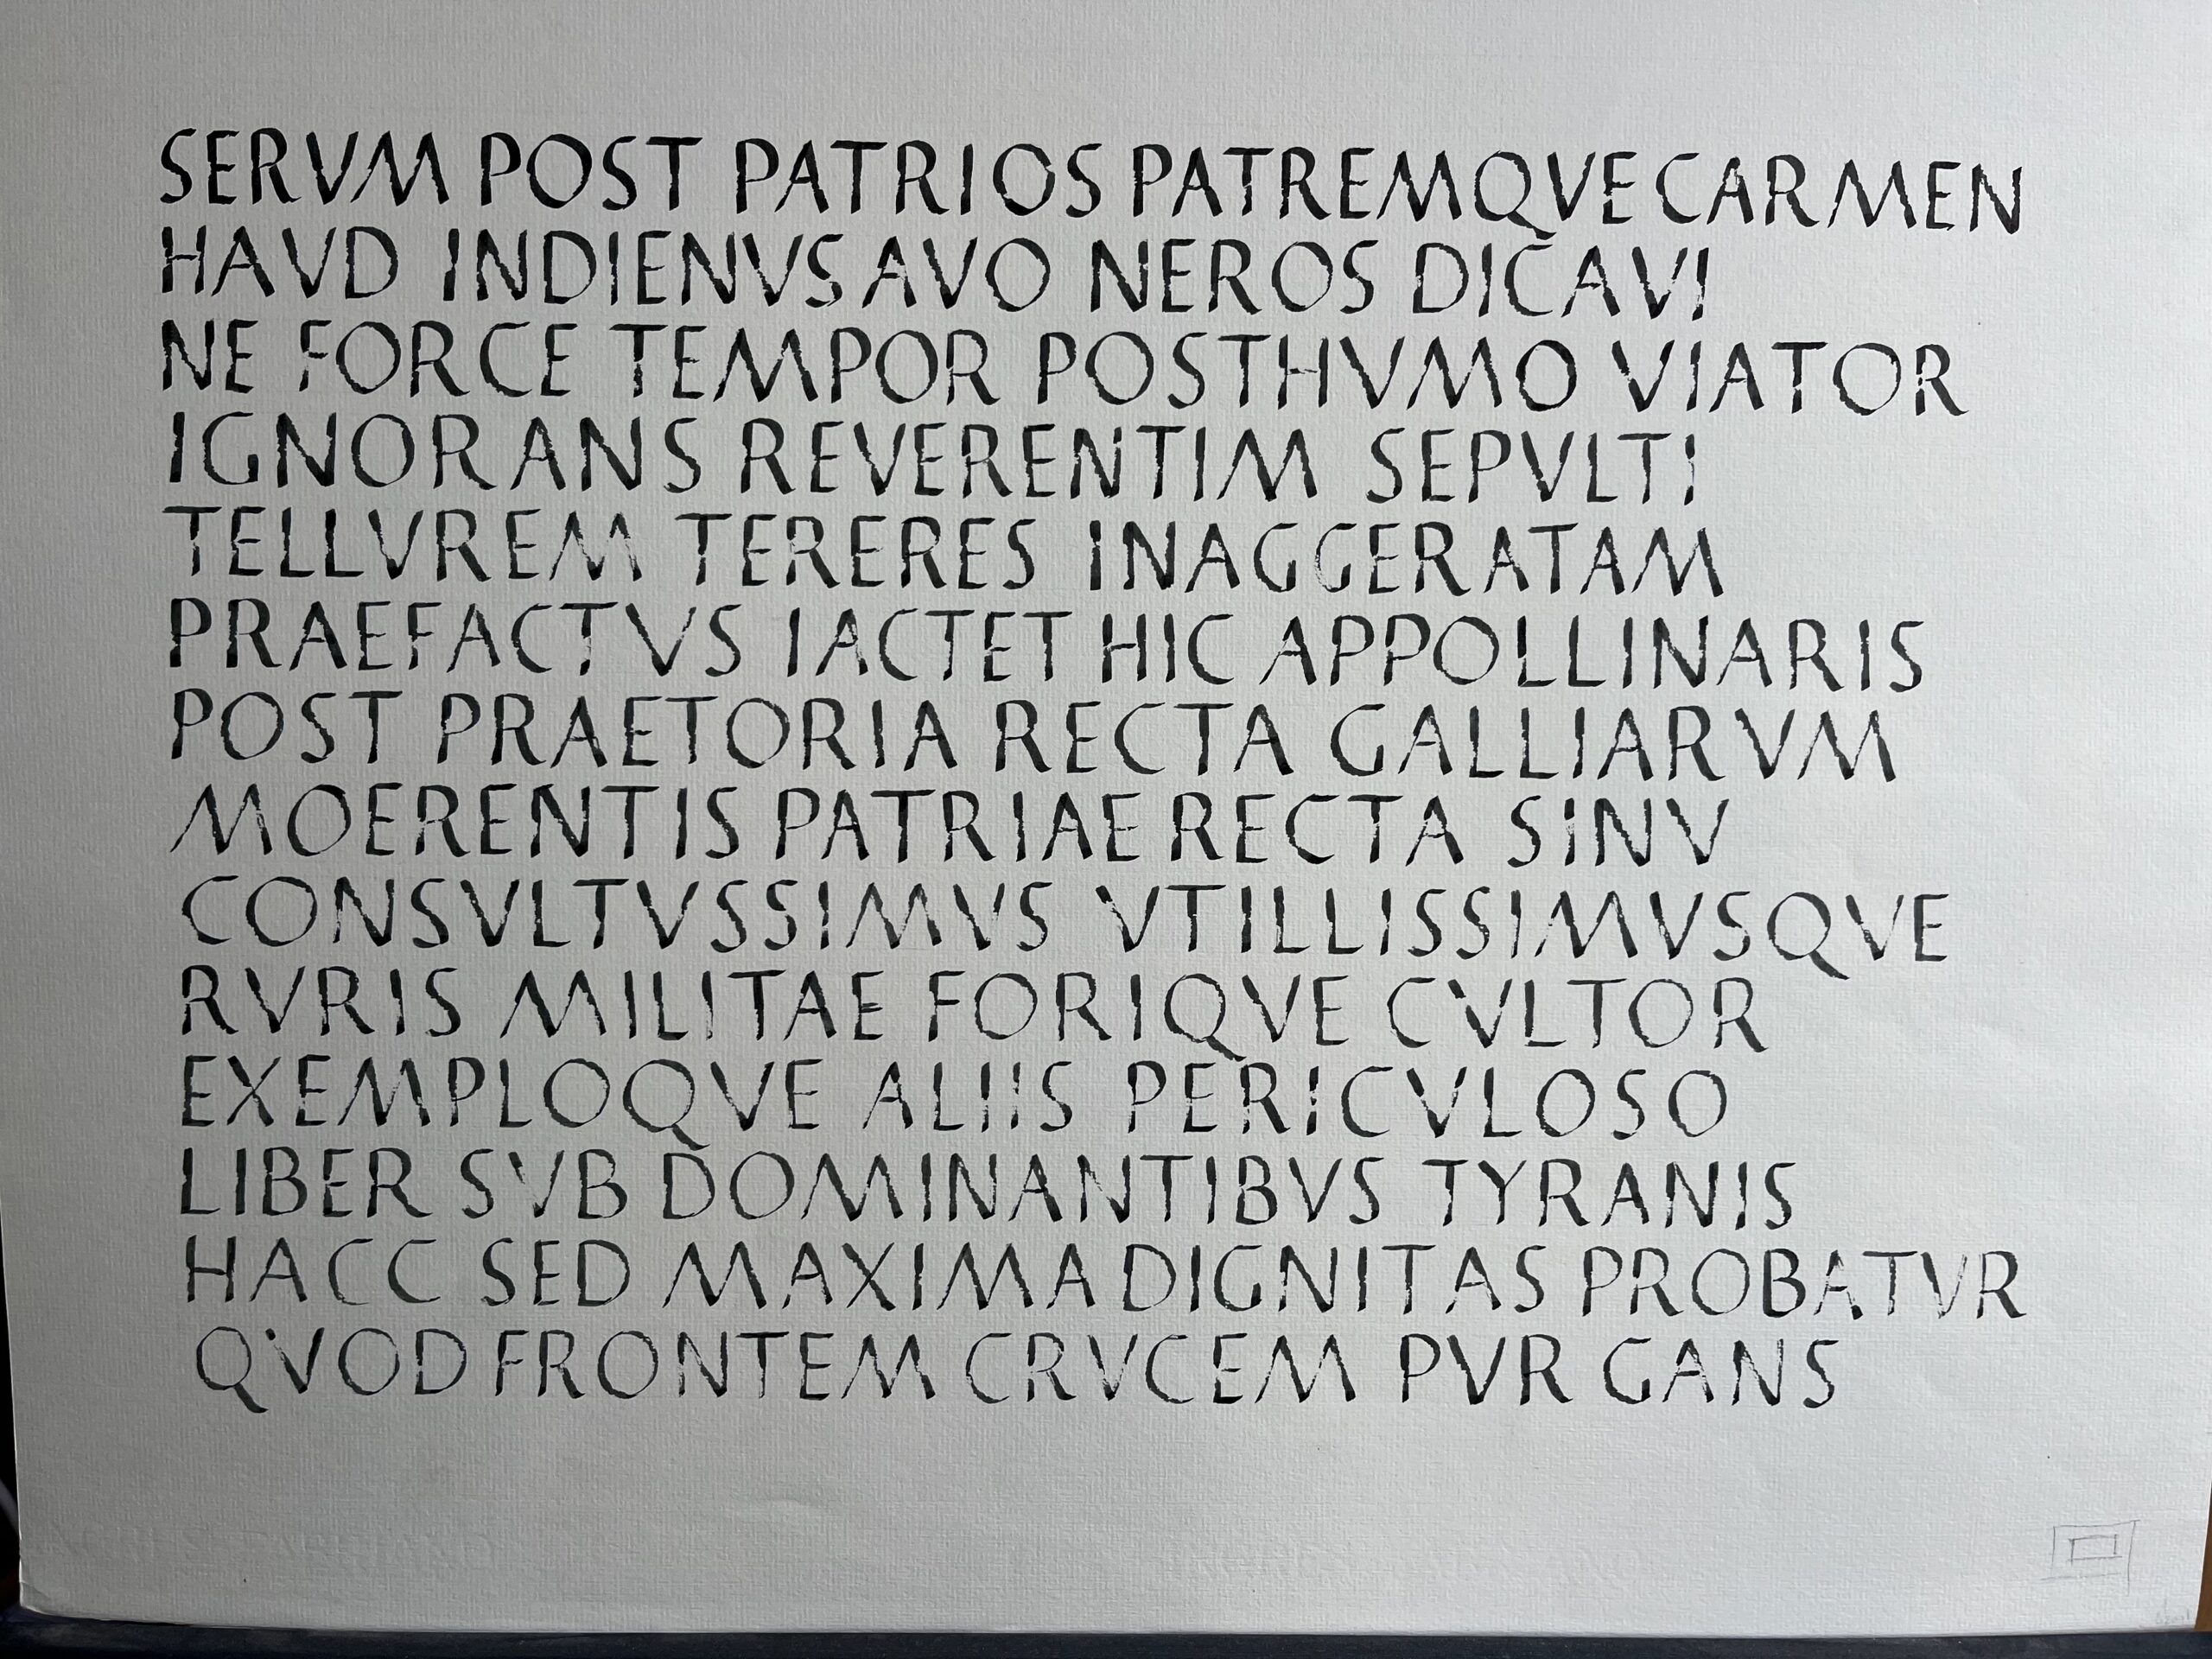 SERVM POST PATRIOS PATREMQVE CARMEN
HAVD INDIENVS AVO NEROS DICAVI
NE FORCE TEMPOR POSTHVMO VIATOR
IGNORANS REVERENTIM SEPVLTI
TELLVREM TERERES INAGGERATAM
PRAEFACTVS IACTET HIC APPOLLINARIS
POST PRAETORIA RECTA GALLIARVM
MOERENTIS PATRIAE RECTA SINV
CONSVLTVSSIMVS VTILLISSIMVSQVE
RVRIS MILITAE FORIQVE CVLTOR
EXEMPLOQVE ALIIS PERICVLOSO
LIBER SVB DOMINANTIBVS TYRANIS
HACC SED MAXIMA DIGNITAS PROBATVR
QVOD FRONTEM CRVCEM PVRGANS